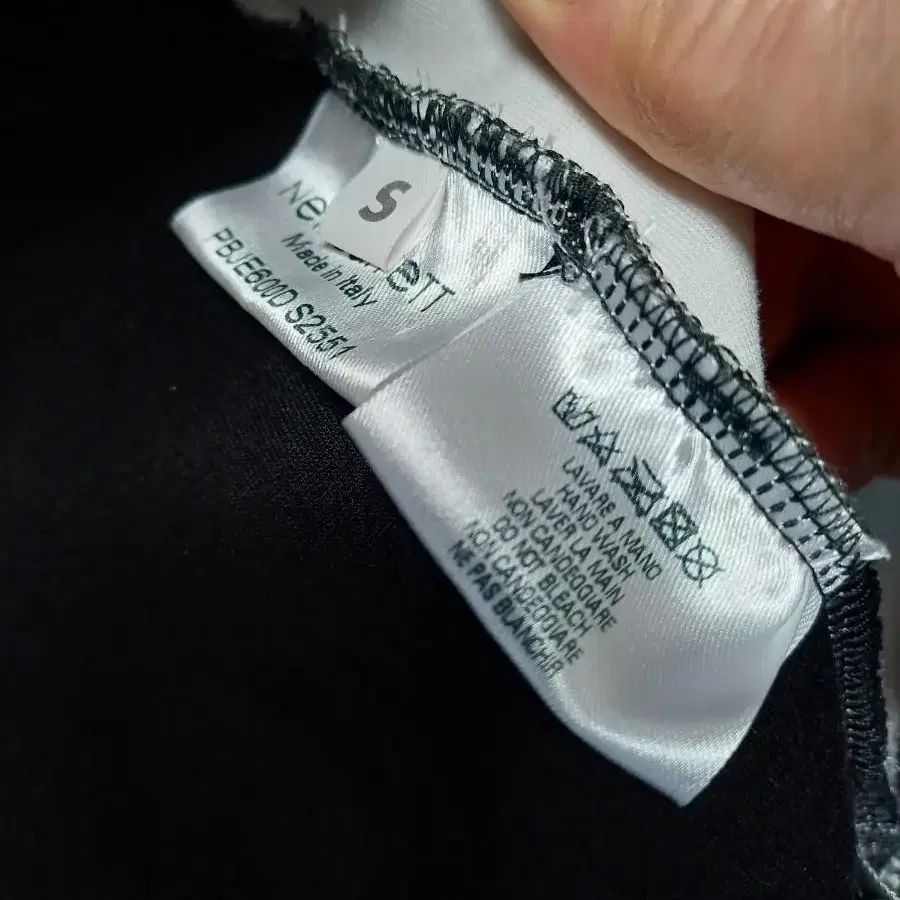 S
Made in Italy
PBJE600D S2551
LAVARE A MANO
HAND WASH
LAVER LA MAIN
NON CANDEGGIARE
DO NOT BLEACH
NON CANDEGGIARE
NE PAS BLANCHIR